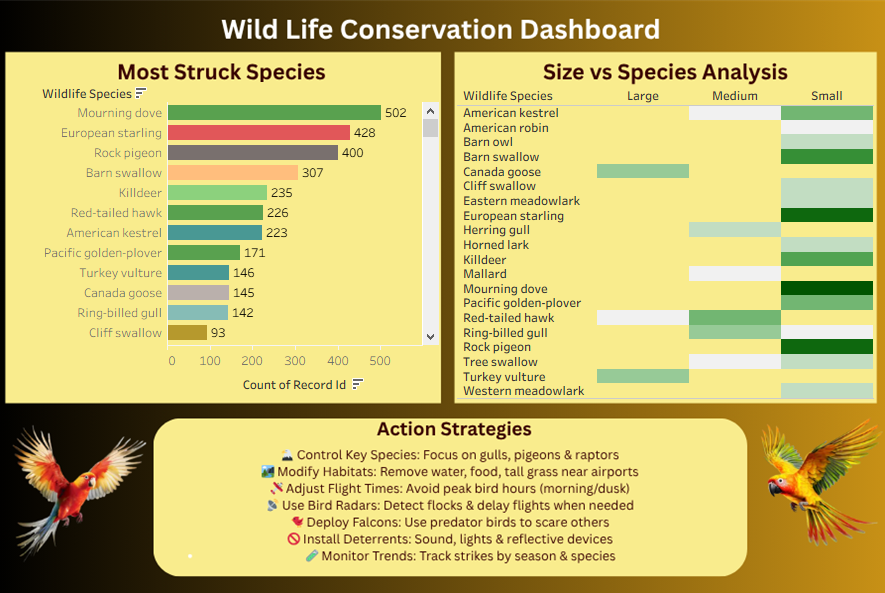 Wild Life Conservation Dashboard
Most Struck Species
Wildlife Species
Mourning dove 502
European starling 428
Rock pigeon 400
Barn swallow 307
Killdeer 235
Red-tailed hawk 226
American kestrel 223
Pacific golden-plover 171
Turkey vulture 146
Canada goose 145
Ring-billed gull 142
Cliff swallow 93
0 100 200 300 400 500
Count of Record Id
Size vs Species Analysis
Wildlife Species Large Medium Small
American kestrel
American robin
Barn owl
Barn swallow
Canada goose
Cliff swallow
Eastern meadowlark
European starling
Herring gull
Horned lark
Killdeer
Mallard
Mourning dove
Pacific golden-plover
Red-tailed hawk
Ring-billed gull
Rock pigeon
Tree swallow
Turkey vulture
Western meadowlark
Action Strategies
Control Key Species: Focus on gulls, pigeons & raptors
Modify Habitats: Remove water, food, tall grass near airports
Adjust Flight Times: Avoid peak bird hours (morning/dusk)
Use Bird Radars: Detect flocks & delay flights when needed
Deploy Falcons: Use predator birds to scare others
Install Deterrents: Sound, lights & reflective devices
Monitor Trends: Track strikes by season & species